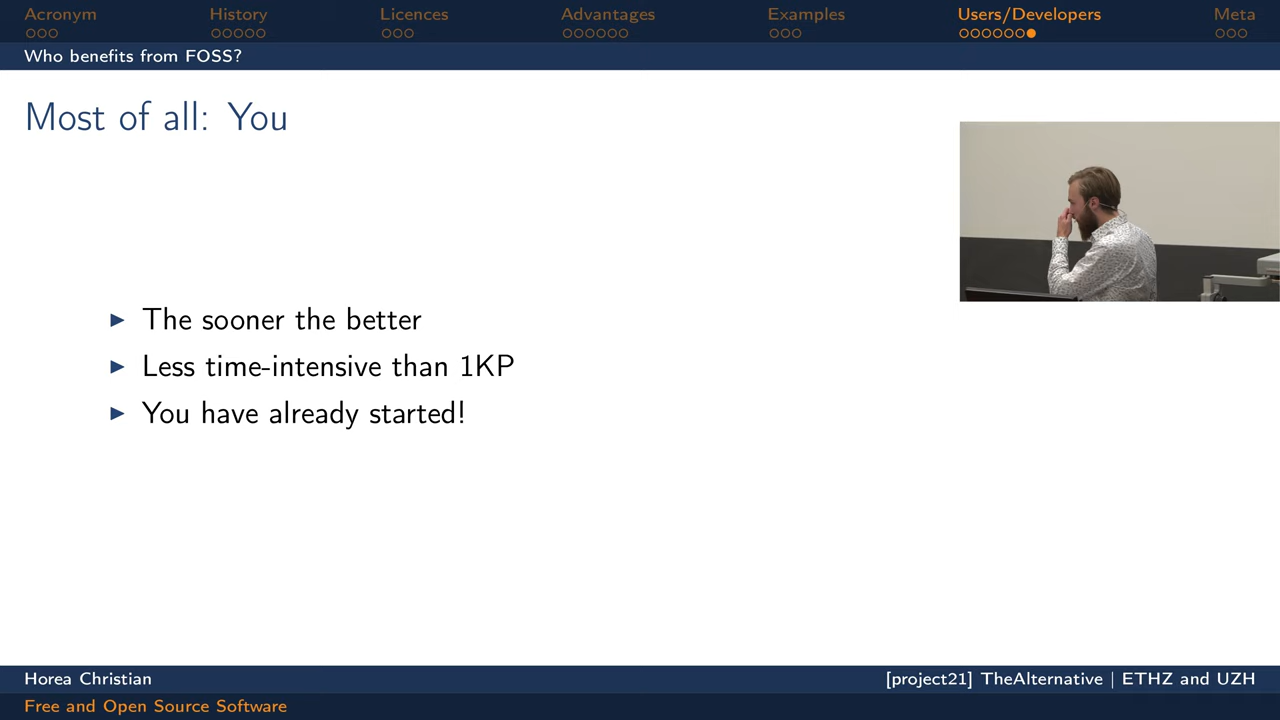 Acronym History Licences Advantages Examples Users/Developers Meta
Who benefits from FOSS?
Most of all: You
The sooner the better
Less time-intensive than 1KP
You have already started!
Horea Christian [project21] TheAlternative | ETHZ and UZH
Free and Open Source Software